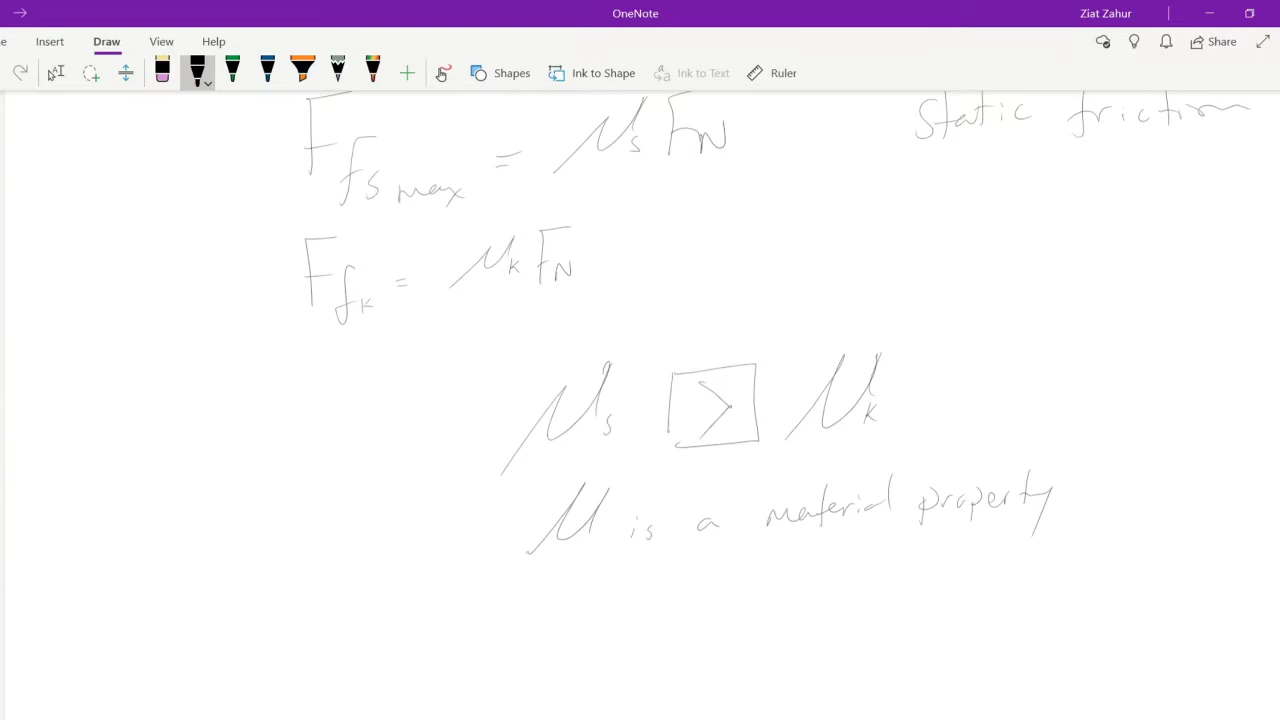 OneNote
Ziat Zahur
Insert Draw View Help
Share
Shapes Ink to Shape Ink to Text Ruler
F_fs max = μs FN static friction
F_fk = μk FN
μs > μk
μ is a material property